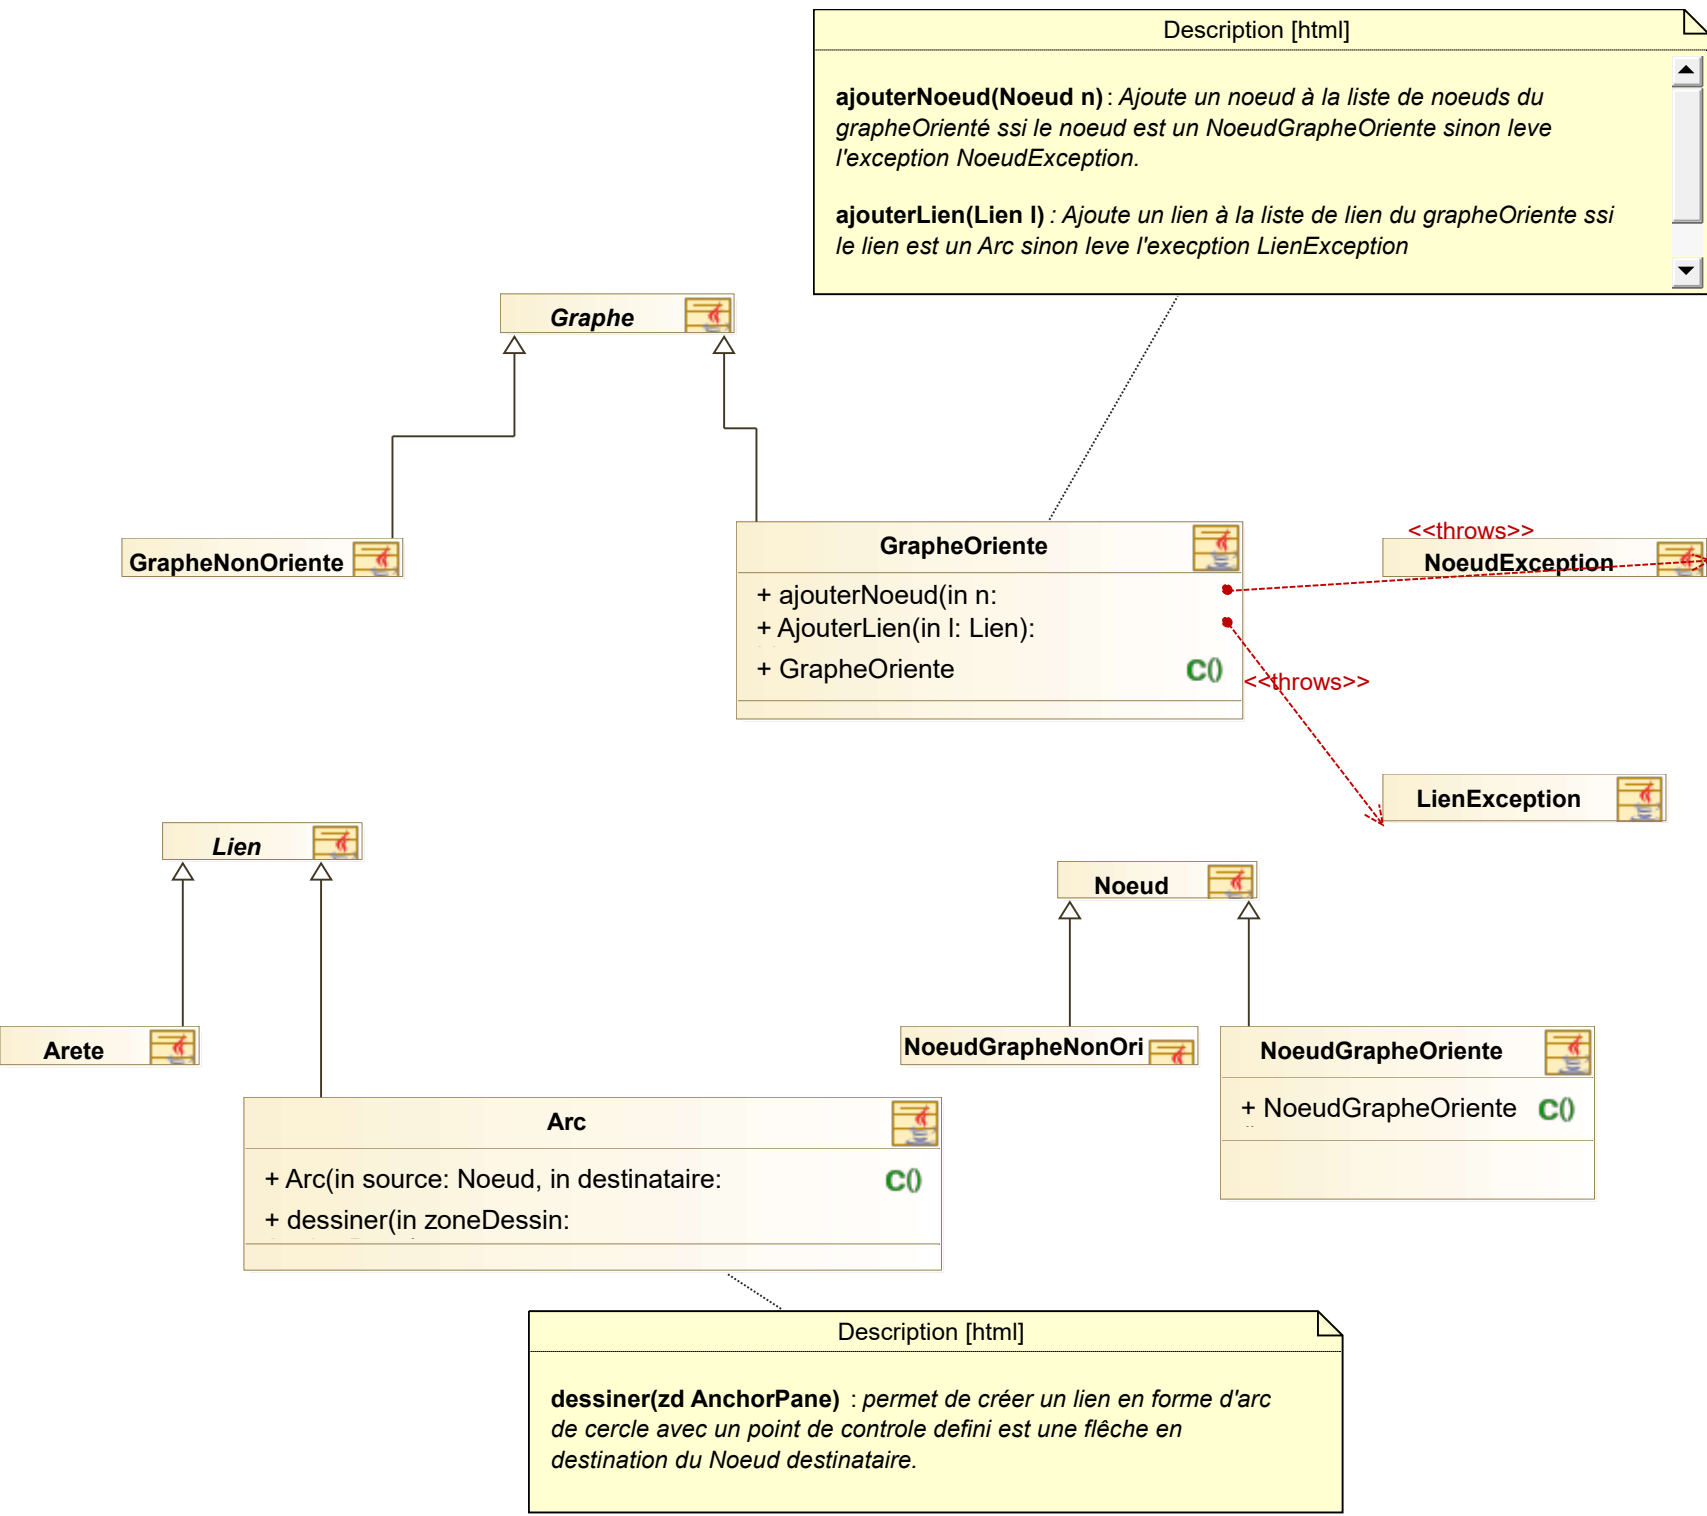 Description [html]
ajouterNoeud(Noeud n) : Ajoute un noeud à la liste de noeuds du
grapheOrienté ssi le noeud est un NoeudGrapheOriente sinon leve
l'exception NoeudException.
ajouterLien(Lien l) : Ajoute un lien à la liste de lien du grapheOriente ssi
le lien est un Arc sinon leve l'execption LienException
Graphe
GrapheNonOriente
GrapheOriente
+ ajouterNoeud(in n:
+ AjouterLien(in l: Lien):
+ GrapheOriente
C()
<<throws>>
NoeudException
<<throws>>
LienException
Lien
Noeud
Arete
NoeudGrapheNonOri
NoeudGrapheOriente
+ NoeudGrapheOriente
C()
Arc
+ Arc(in source: Noeud, in destinataire:
C()
+ dessiner(in zoneDessin:
Description [html]
dessiner(zd AnchorPane) : permet de créer un lien en forme d'arc
de cercle avec un point de controle defini est une flêche en
destination du Noeud destinataire.